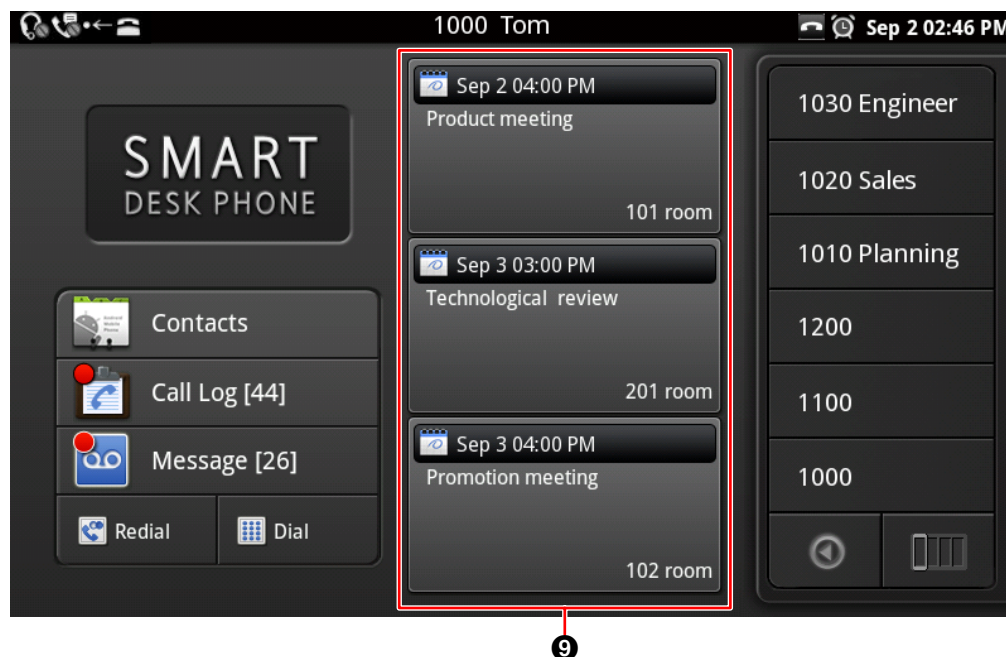 1000 Tom
Sep 2 02:46 PM
SMART
DESK PHONE
Contacts
Call Log [44]
Message [26]
Redial
Dial
Sep 2 04:00 PM
Product meeting
101 room
Sep 3 03:00 PM
Technological review
201 room
Sep 3 04:00 PM
Promotion meeting
102 room
1030 Engineer
1020 Sales
1010 Planning
1200
1100
1000
9